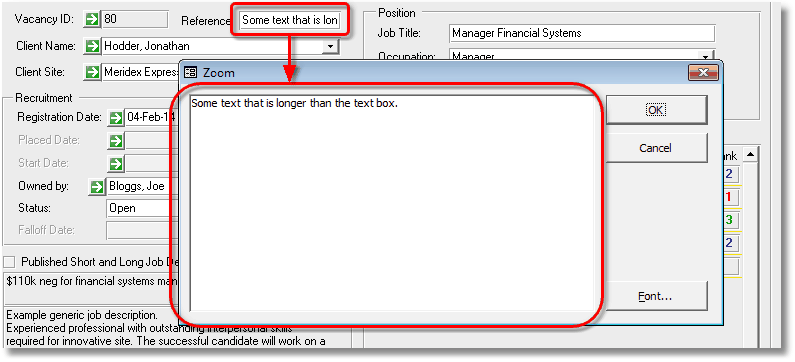 Vacancy ID: 80 Reference Some text that is lon
Position
Job Title: Manager Financial Systems
Client Name: Hodder, Jonathan
Occupation: Manager
Client Site: Meridex Express
Zoom
Some text that is longer than the text box.
OK
Cancel
Font...
Recruitment
Registration Date: 04-Feb-14
Placed Date:
Start Date:
Owned by: Bloggs, Joe
Status: Open
Falloff Date:
nk
2
1
3
2
Published Short and Long Job De
$110k neg for financial systems man
Example generic job description.
Experienced professional with outstanding interpersonal skills
required for innovative site. The successful candidate will work on a